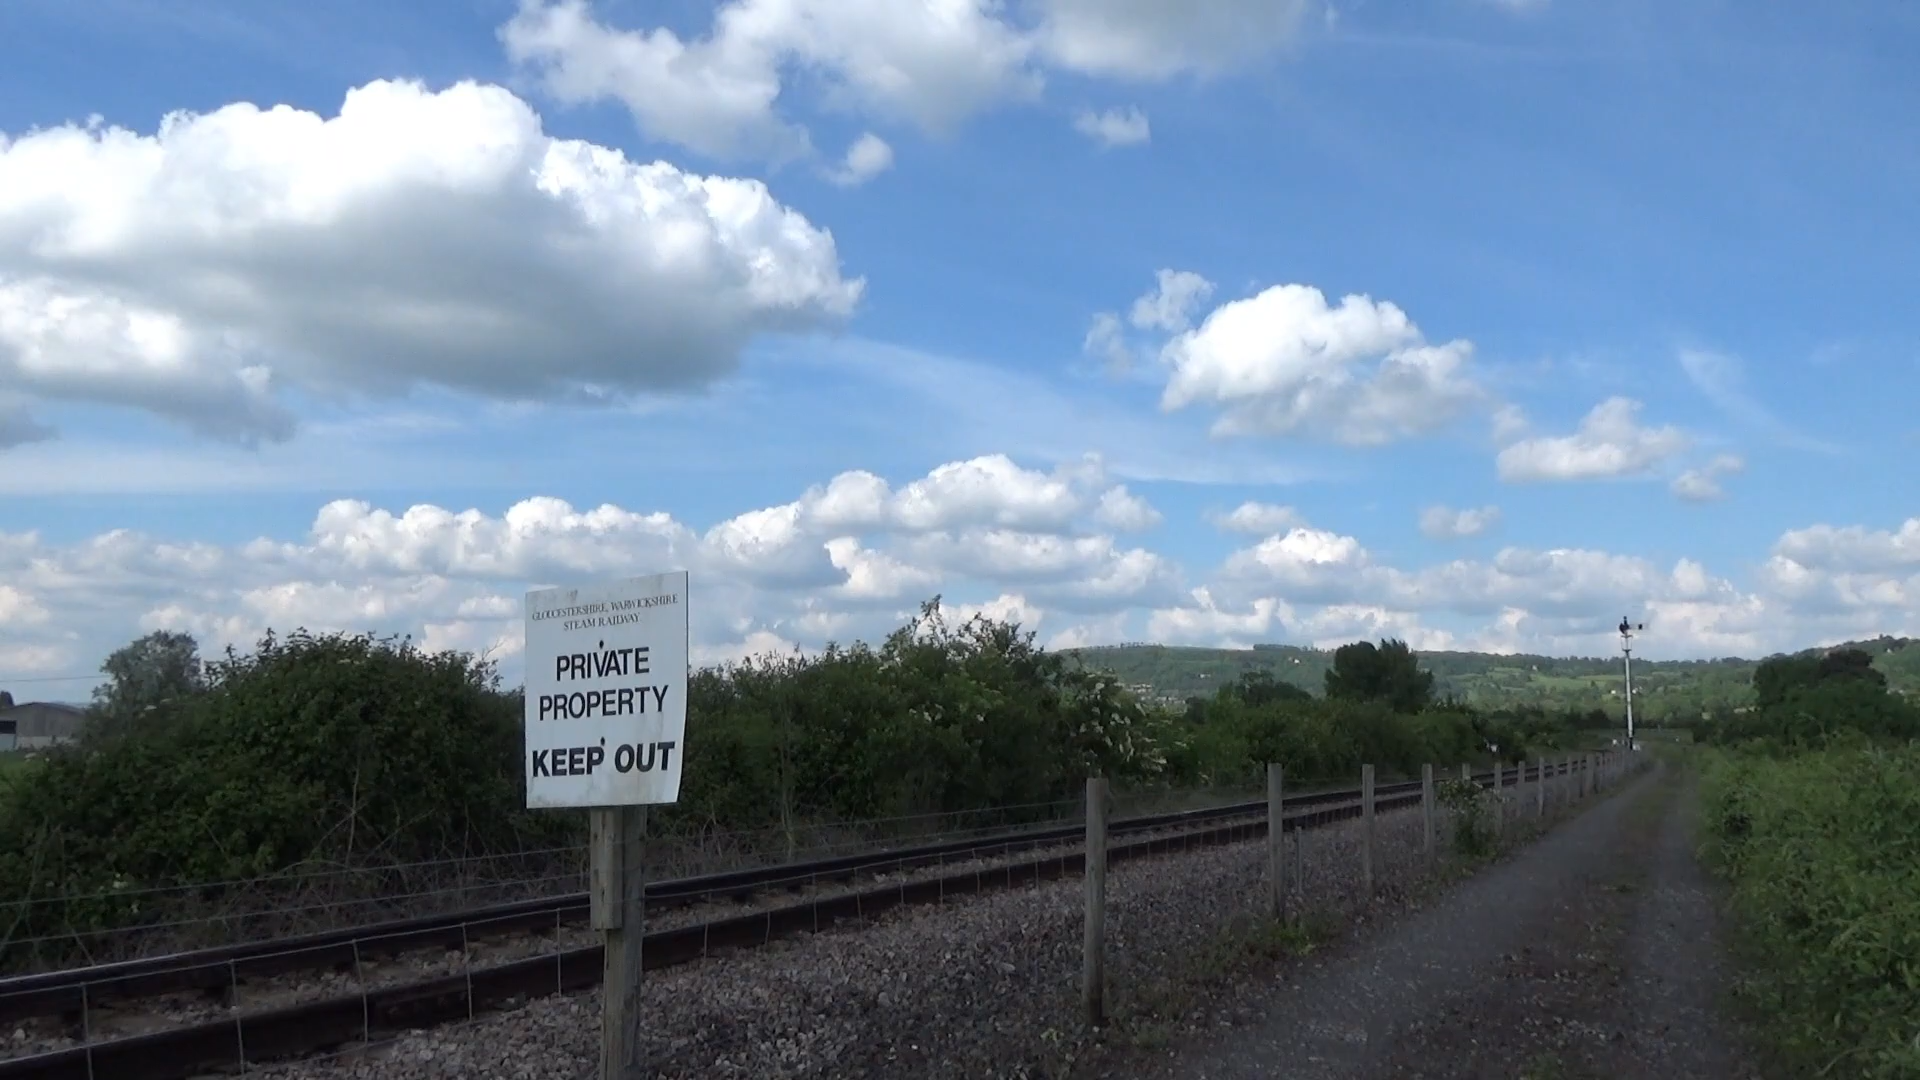 GLOUCESTERSHIRE, WARWICKSHIRE
STEAM RAILWAY
PRIVATE
PROPERTY
KEEP OUT